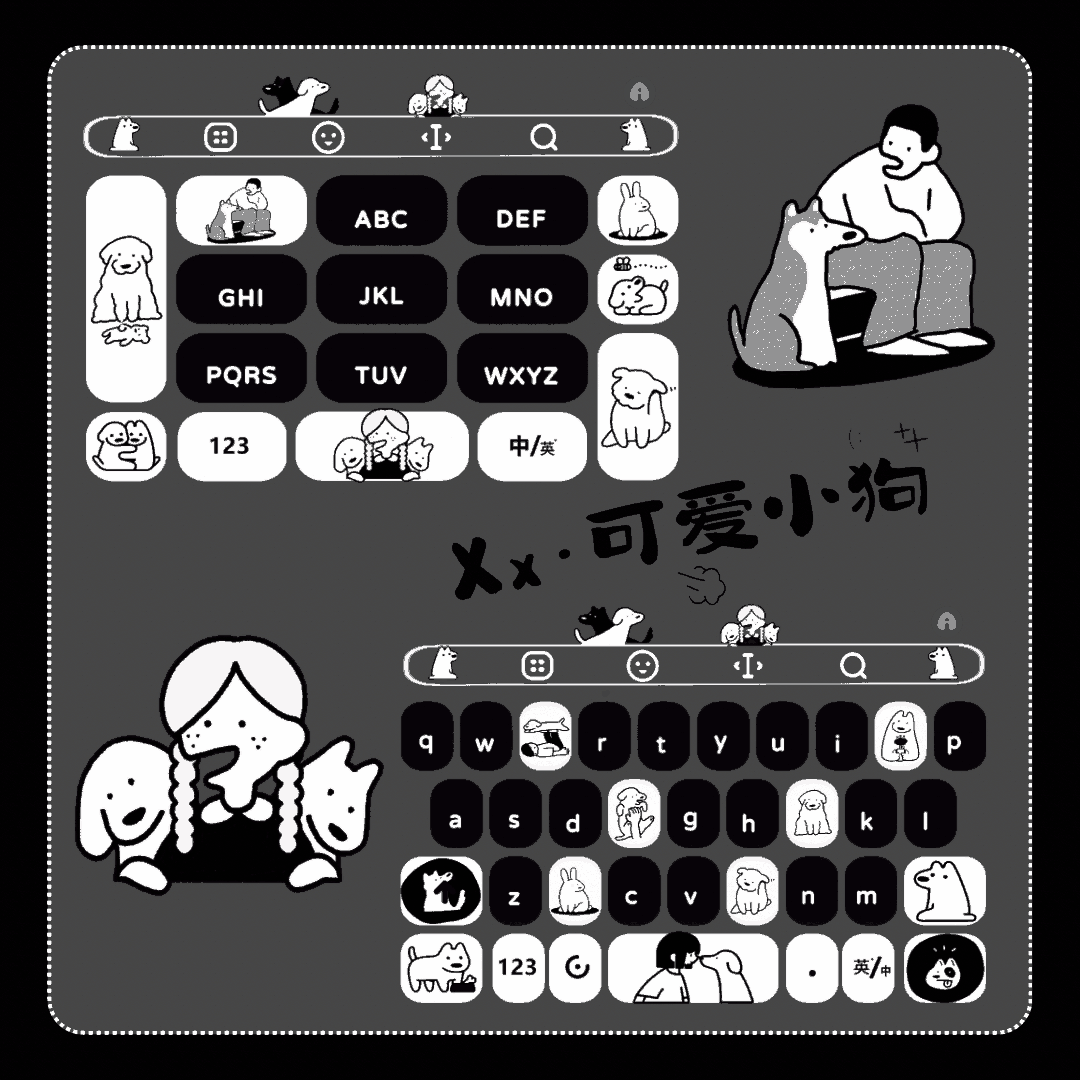 ABC DEF
GHI JKL MNO
PQRS TUV WXYZ
123 中/英
Xx·可爱小狗
q w r t y u i p
a s d g h k l
z c v n m
123 . 英/中